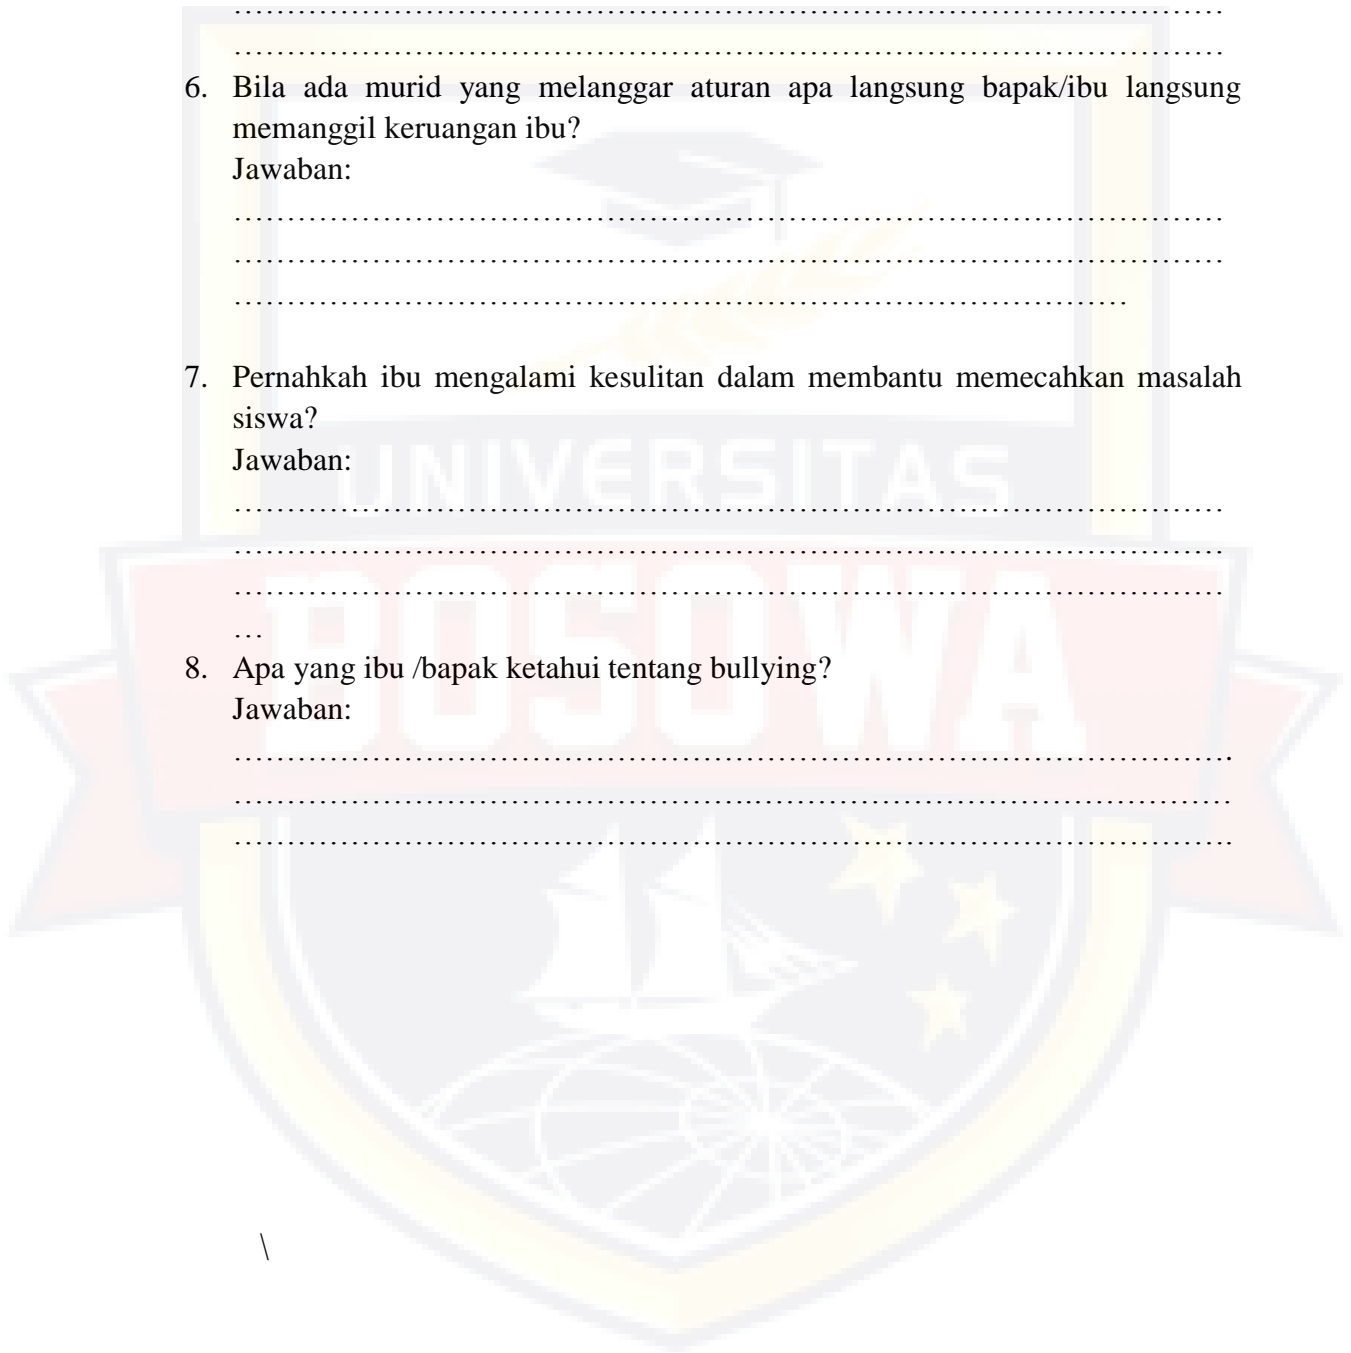 ……………………………………………………………………………………
……………………………………………………………………………………
6. Bila ada murid yang melanggar aturan apa langsung bapak/ibu langsung
memanggil keruangan ibu?
Jawaban:
……………………………………………………………………………………
……………………………………………………………………………………
……………………………………………………………………………
7. Pernahkah ibu mengalami kesulitan dalam membantu memecahkan masalah
siswa?
Jawaban:
UNIVERSITAS
……………………………………………………………………………………
……………………………………………………………………………………
……………………………………………………………………………………
…
BOSOWA
8. Apa yang ibu /bapak ketahui tentang bullying?
Jawaban:
…………………………………………………………………………………….
…………………………………………..………………………………………
……………………………………………………………………………………
\